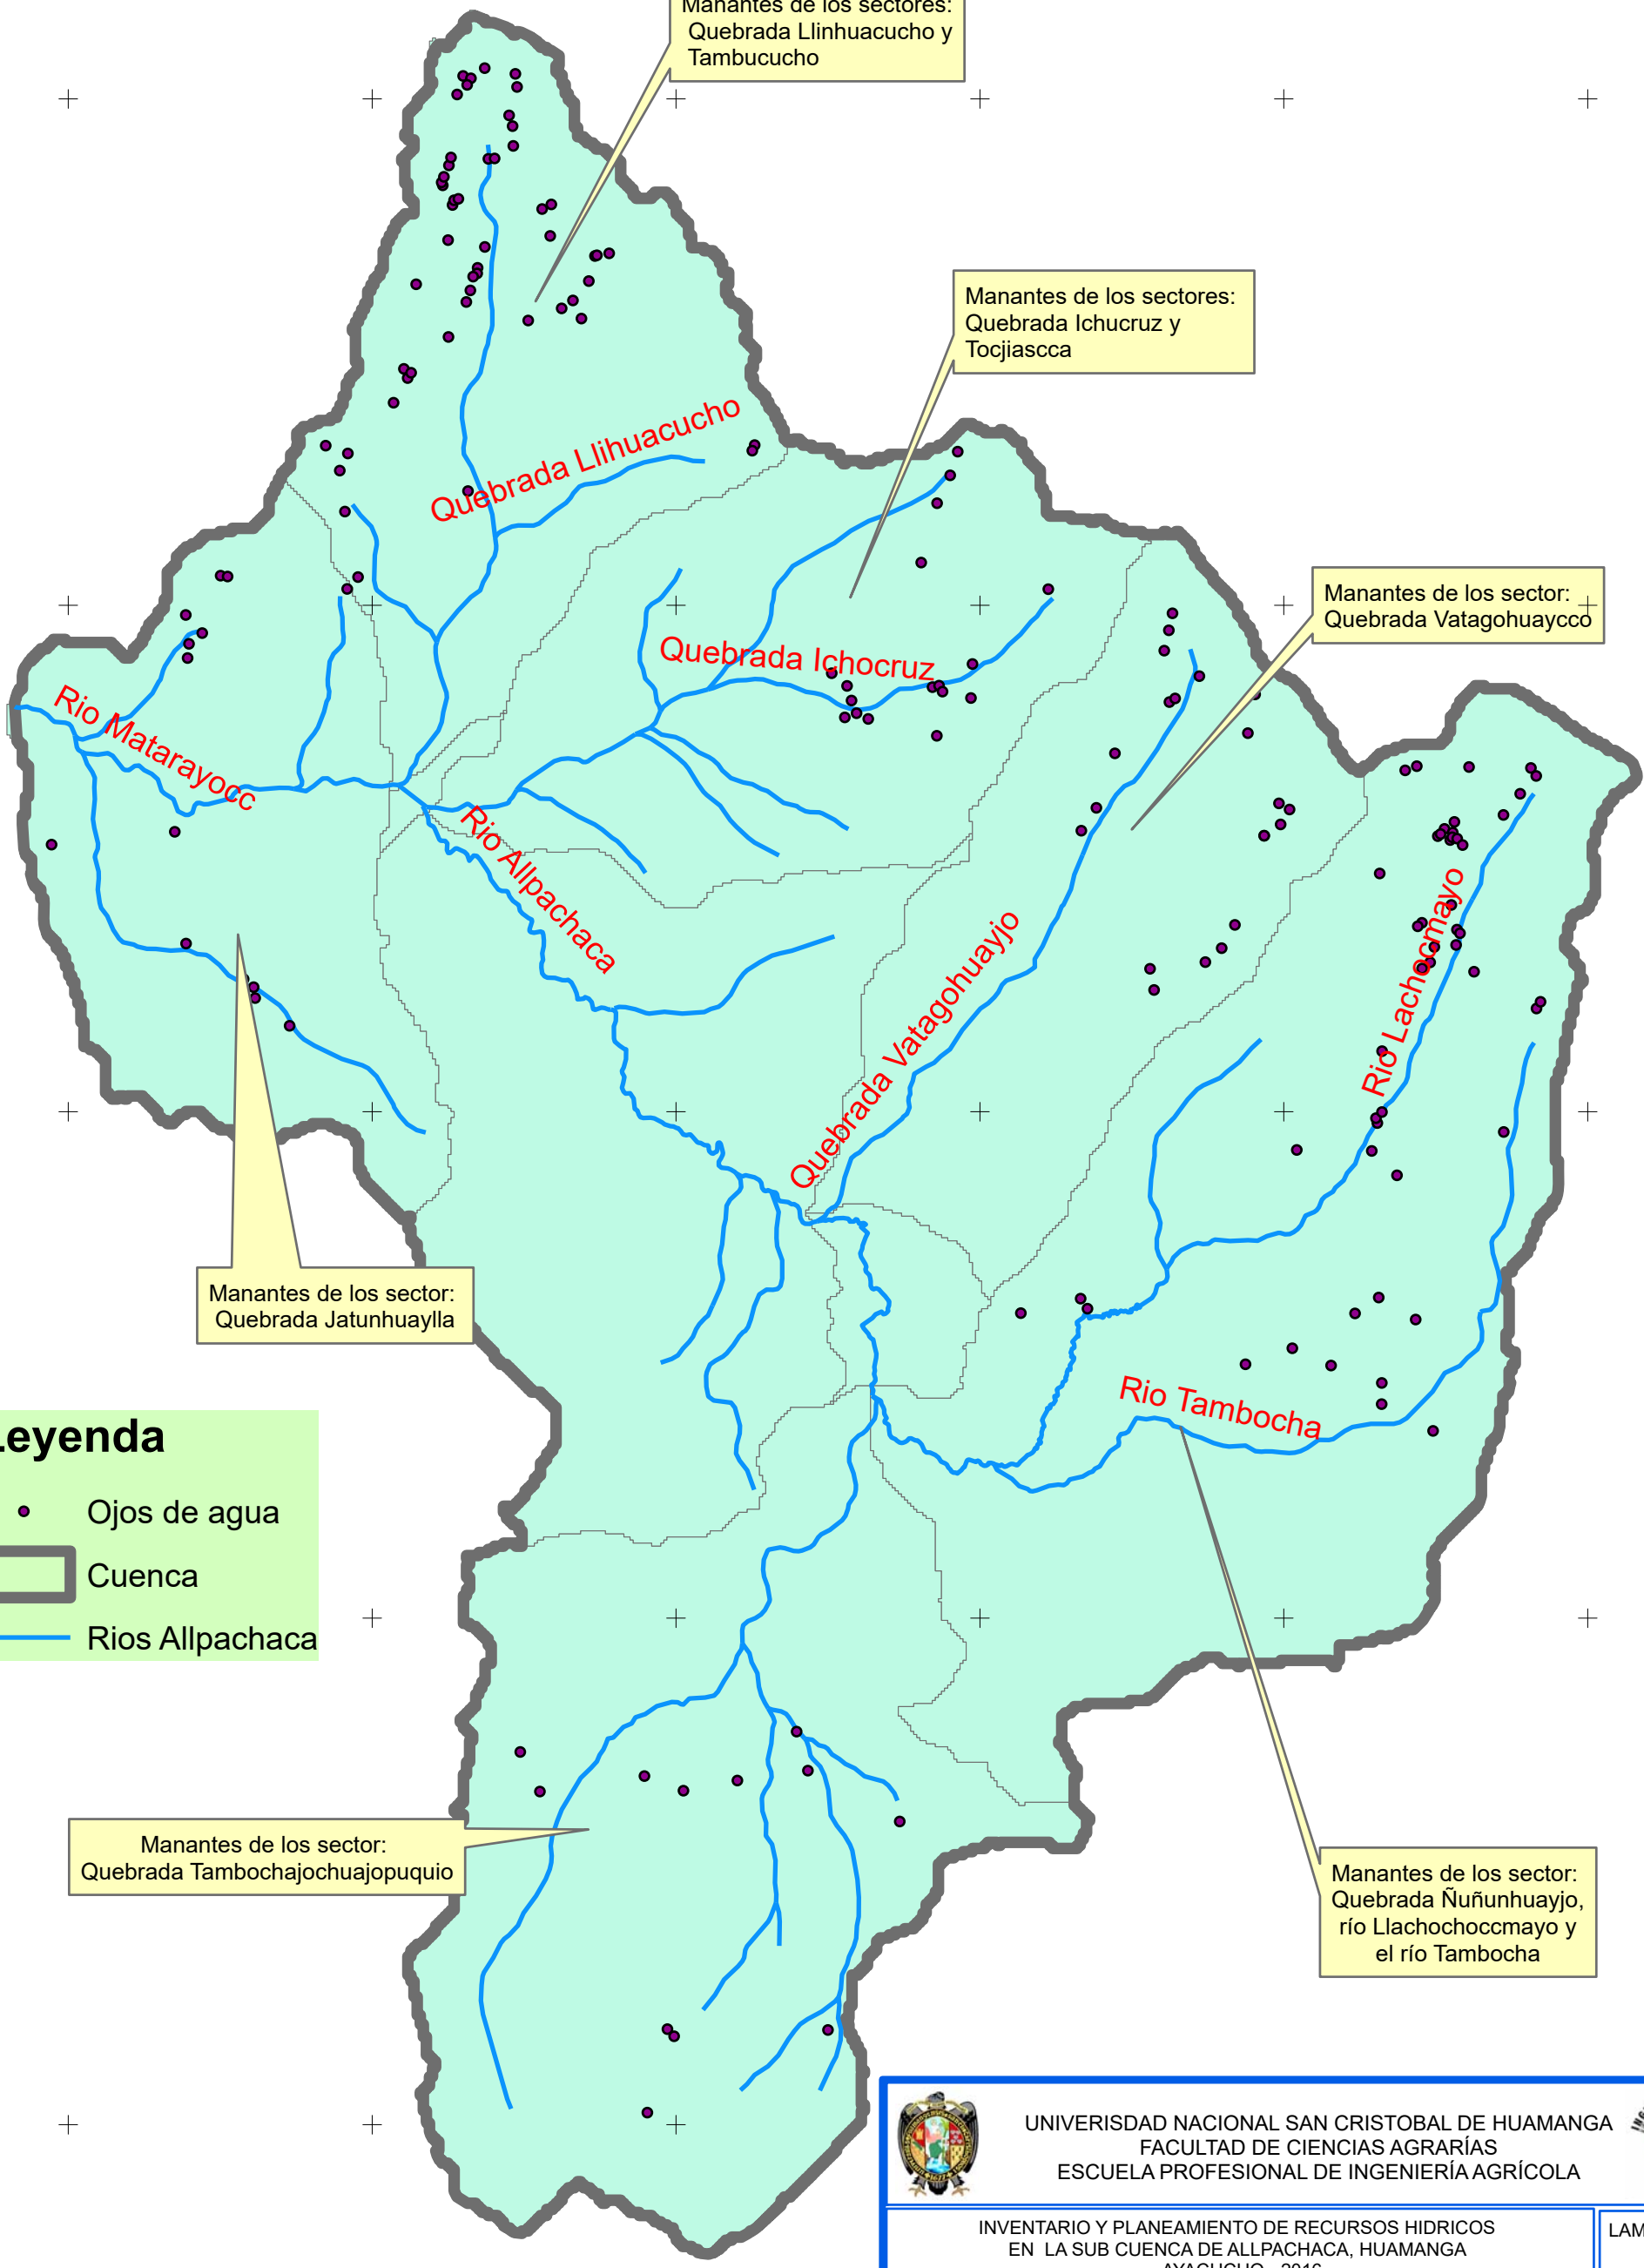 Manantes de los sectores:
Quebrada Llinhuacucho y
Tambucucho
Manantes de los sectores:
Quebrada Ichucruz y
Tocjiascca
Quebrada Llihuacucho
Manantes de los sector:
Quebrada Vatagohuaycco
Quebrada Ichocruz
Rio Matarayocc
Rio Allpachaca
Quebrada Vatagohuayjo
Rio Lachocmayo
Manantes de los sector:
Quebrada Jatunhuaylla
Rio Tambocha
Leyenda
Ojos de agua
Cuenca
Rios Allpachaca
Manantes de los sector:
Quebrada Tambochajochuajopuquio
Manantes de los sector:
Quebrada Ñuñunhuayjo,
río Llachochoccmayo y
el río Tambocha
UNIVERISDAD NACIONAL SAN CRISTOBAL DE HUAMANGA
FACULTAD DE CIENCIAS AGRARÍAS
ESCUELA PROFESIONAL DE INGENIERÍA AGRÍCOLA
INVENTARIO Y PLANEAMIENTO DE RECURSOS HIDRICOS
EN LA SUB CUENCA DE ALLPACHACA, HUAMANGA
AYACUCHO - 2016
LAM